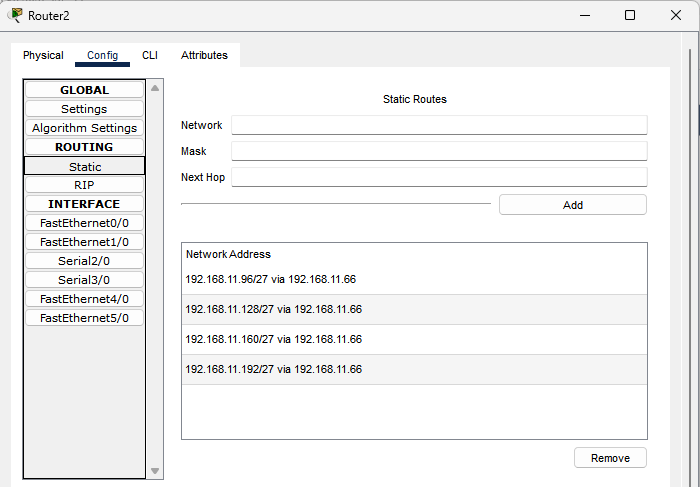 Router2
Physical Config CLI Attributes
GLOBAL
Settings
Algorithm Settings
ROUTING
Static
RIP
INTERFACE
FastEthernet0/0
FastEthernet1/0
Serial2/0
Serial3/0
FastEthernet4/0
FastEthernet5/0
Static Routes
Network
Mask
Next Hop
Add
Network Address
192.168.11.96/27 via 192.168.11.66
192.168.11.128/27 via 192.168.11.66
192.168.11.160/27 via 192.168.11.66
192.168.11.192/27 via 192.168.11.66
Remove